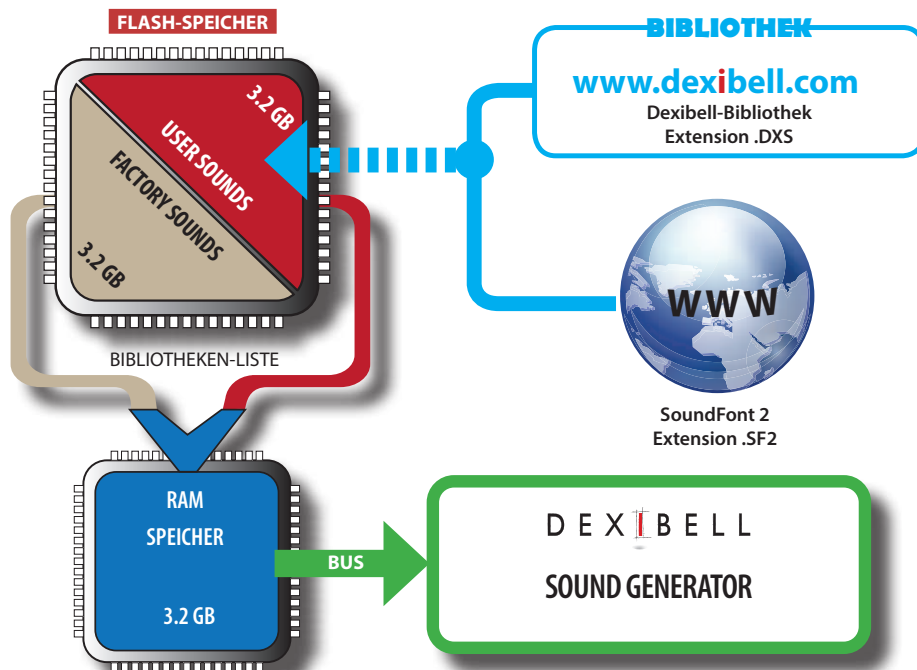 FLASH-SPEICHER
3.2 GB
USER SOUNDS
FACTORY SOUNDS
3.2 GB
BIBLIOTHEK
www.dexibell.com
Dexibell-Bibliothek
Extension .DXS
WWW
SoundFont 2
Extension .SF2
BIBLIOTHEKEN-LISTE
RAM
SPEICHER
3.2 GB
BUS
DEXIBELL
SOUND GENERATOR